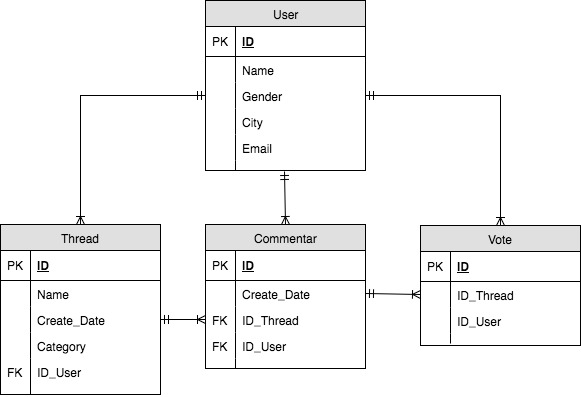 User
PK ID
Name
Gender
City
Email
Thread
PK ID
Name
Create_Date
Category
FK ID_User
Commentar
PK ID
Create_Date
FK ID_Thread
FK ID_User
Vote
PK ID
ID_Thread
ID_User